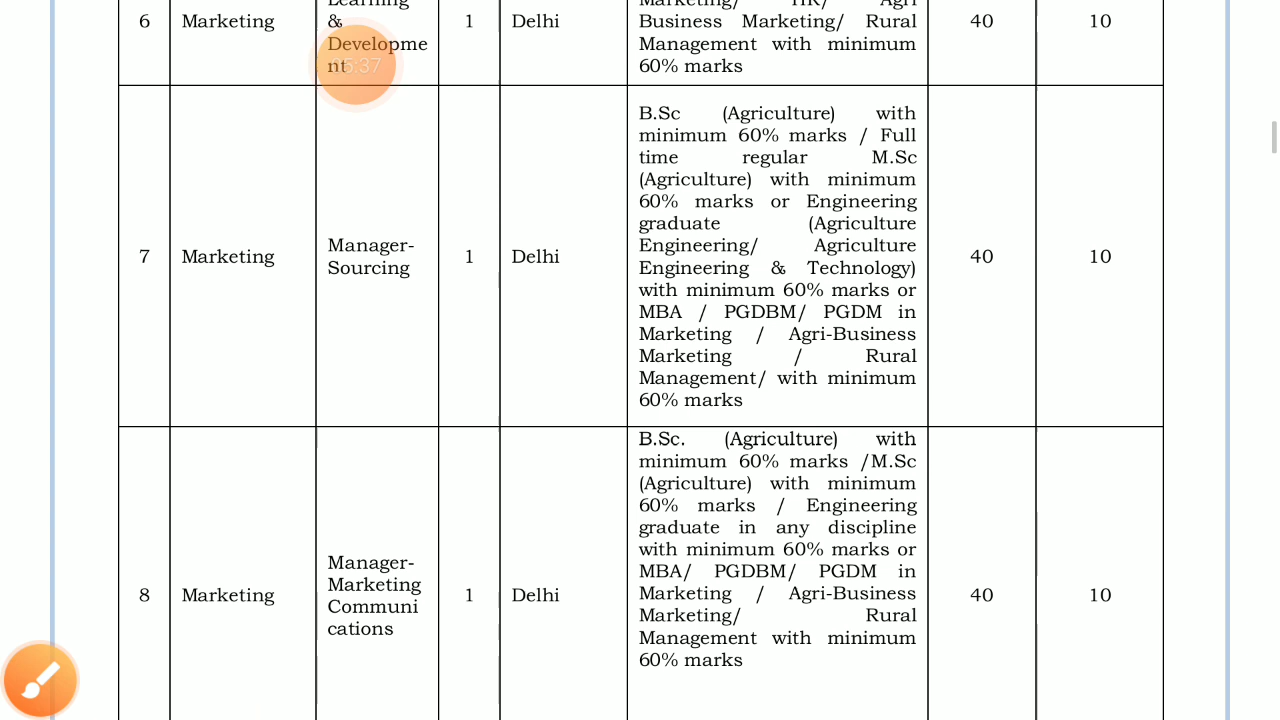 Learning
&
Developme
nt
6 Marketing 1 Delhi 40 10
Marketing/ HR/ Agri
Business Marketing/ Rural
Management with minimum
60% marks
05:37
7 Marketing
Manager-
Sourcing
1 Delhi
B.Sc (Agriculture) with
minimum 60% marks / Full
time regular M.Sc
(Agriculture) with minimum
60% marks or Engineering
graduate (Agriculture
Engineering/ Agriculture
Engineering & Technology)
with minimum 60% marks or
MBA / PGDBM/ PGDM in
Marketing / Agri-Business
Marketing / Rural
Management/ with minimum
60% marks
40 10
8 Marketing
Manager-
Marketing
Communi
cations
1 Delhi
B.Sc. (Agriculture) with
minimum 60% marks /M.Sc
(Agriculture) with minimum
60% marks / Engineering
graduate in any discipline
with minimum 60% marks or
MBA/ PGDBM/ PGDM in
Marketing / Agri-Business
Marketing/ Rural
Management with minimum
60% marks
40 10